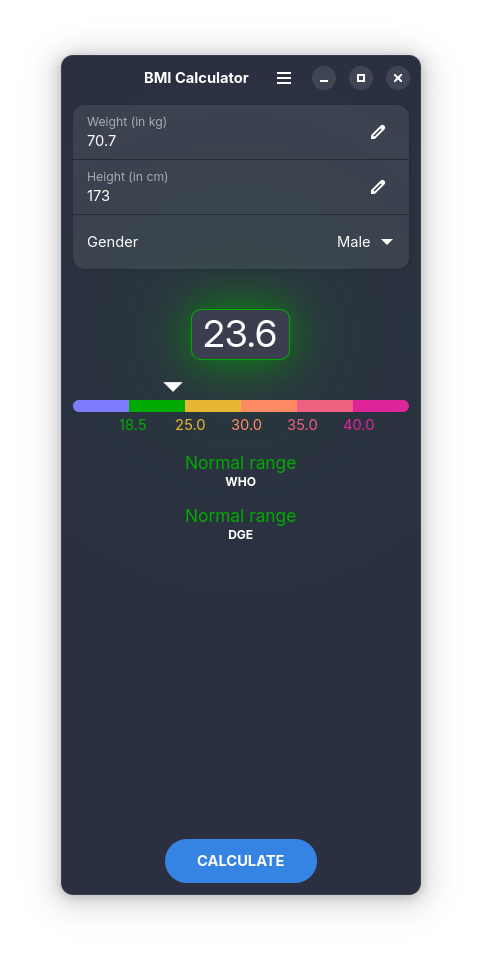 BMI Calculator
Weight (in kg)
70.7
Height (in cm)
173
Gender Male
23.6
18.5 25.0 30.0 35.0 40.0
Normal range
WHO
Normal range
DGE
CALCULATE